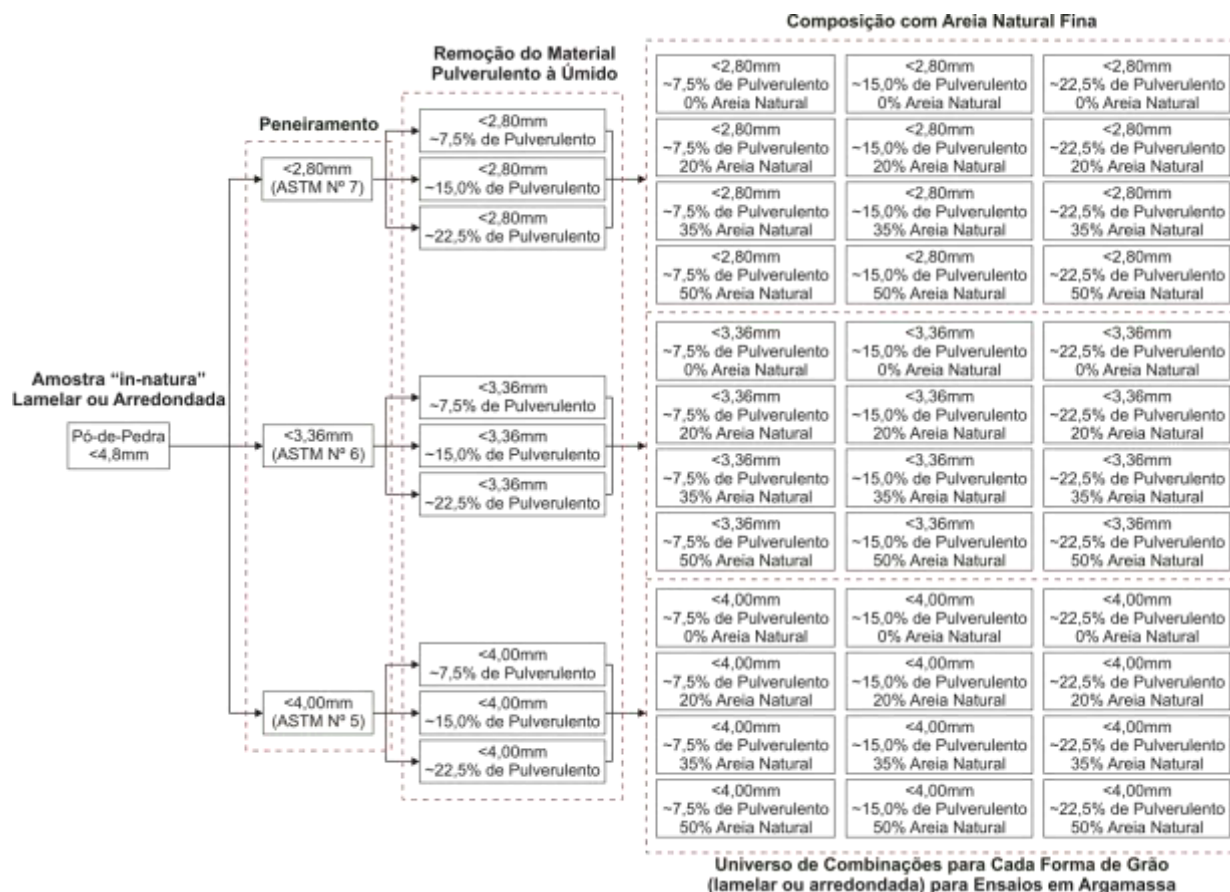 Amostra “in-natura”
Lamelar ou Arredondada
Pó-de-Pedra
<4,8mm
Peneiramento
<2,80mm
(ASTM Nº 7)
<3,36mm
(ASTM Nº 6)
<4,00mm
(ASTM Nº 5)
Remoção do Material
Pulverulento à Úmido
<2,80mm
~7,5% de Pulverulento
<2,80mm
~15,0% de Pulverulento
<2,80mm
~22,5% de Pulverulento
<3,36mm
~7,5% de Pulverulento
<3,36mm
~15,0% de Pulverulento
<3,36mm
~22,5% de Pulverulento
<4,00mm
~7,5% de Pulverulento
<4,00mm
~15,0% de Pulverulento
<4,00mm
~22,5% de Pulverulento
Composição com Areia Natural Fina
<2,80mm
~7,5% de Pulverulento
0% Areia Natural
<2,80mm
~15,0% de Pulverulento
0% Areia Natural
<2,80mm
~22,5% de Pulverulento
0% Areia Natural
<2,80mm
~7,5% de Pulverulento
20% Areia Natural
<2,80mm
~15,0% de Pulverulento
20% Areia Natural
<2,80mm
~22,5% de Pulverulento
20% Areia Natural
<2,80mm
~7,5% de Pulverulento
35% Areia Natural
<2,80mm
~15,0% de Pulverulento
35% Areia Natural
<2,80mm
~22,5% de Pulverulento
35% Areia Natural
<2,80mm
~7,5% de Pulverulento
50% Areia Natural
<2,80mm
~15,0% de Pulverulento
50% Areia Natural
<2,80mm
~22,5% de Pulverulento
50% Areia Natural
<3,36mm
~7,5% de Pulverulento
0% Areia Natural
<3,36mm
~15,0% de Pulverulento
0% Areia Natural
<3,36mm
~22,5% de Pulverulento
0% Areia Natural
<3,36mm
~7,5% de Pulverulento
20% Areia Natural
<3,36mm
~15,0% de Pulverulento
20% Areia Natural
<3,36mm
~22,5% de Pulverulento
20% Areia Natural
<3,36mm
~7,5% de Pulverulento
35% Areia Natural
<3,36mm
~15,0% de Pulverulento
35% Areia Natural
<3,36mm
~22,5% de Pulverulento
35% Areia Natural
<3,36mm
~7,5% de Pulverulento
50% Areia Natural
<3,36mm
~15,0% de Pulverulento
50% Areia Natural
<3,36mm
~22,5% de Pulverulento
50% Areia Natural
<4,00mm
~7,5% de Pulverulento
0% Areia Natural
<4,00mm
~15,0% de Pulverulento
0% Areia Natural
<4,00mm
~22,5% de Pulverulento
0% Areia Natural
<4,00mm
~7,5% de Pulverulento
20% Areia Natural
<4,00mm
~15,0% de Pulverulento
20% Areia Natural
<4,00mm
~22,5% de Pulverulento
20% Areia Natural
<4,00mm
~7,5% de Pulverulento
35% Areia Natural
<4,00mm
~15,0% de Pulverulento
35% Areia Natural
<4,00mm
~22,5% de Pulverulento
35% Areia Natural
<4,00mm
~7,5% de Pulverulento
50% Areia Natural
<4,00mm
~15,0% de Pulverulento
50% Areia Natural
<4,00mm
~22,5% de Pulverulento
50% Areia Natural
Universo de Combinações para Cada Forma de Grão
(lamelar ou arredondada) para Ensaios em Argamassa